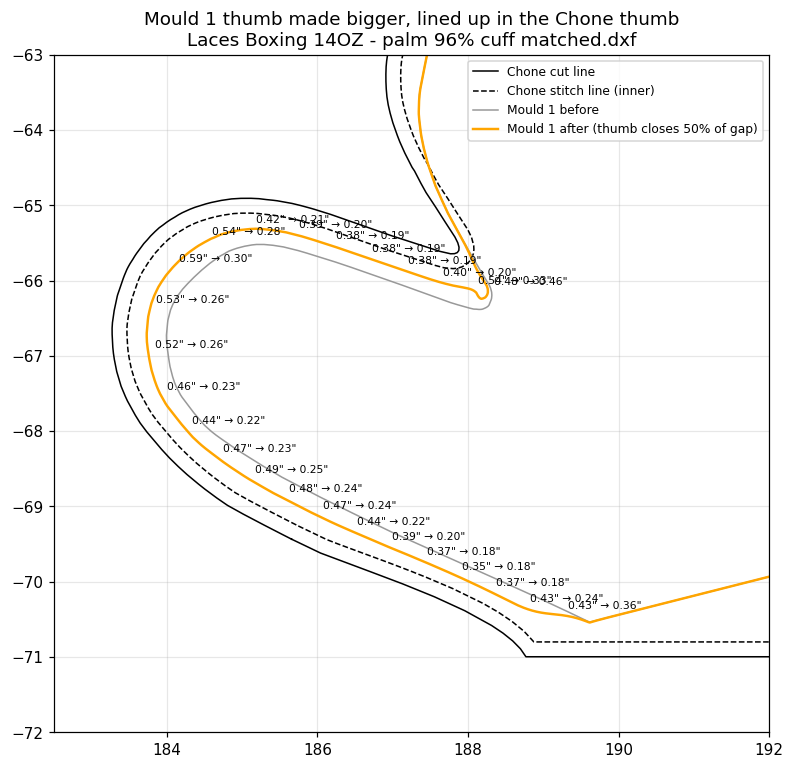 Mould 1 thumb made bigger, lined up in the Chone thumb
Laces Boxing 14OZ - palm 96% cuff matched.dxf
Chone cut line
Chone stitch line (inner)
Mould 1 before
Mould 1 after (thumb closes 50% of gap)
−63
−64
−65
−66
−67
−68
−69
−70
−71
−72
0.42" → 0.21"
0.39" → 0.20"
0.54" → 0.28"
0.38" → 0.19"
0.38" → 0.19"
0.59" → 0.30"
0.38" → 0.19"
0.40" → 0.20"
→ 0.46"
0.53" → 0.26"
0.52" → 0.26"
0.46" → 0.23"
0.44" → 0.22"
0.47" → 0.23"
0.49" → 0.25"
0.48" → 0.24"
0.47" → 0.24"
0.44" → 0.22"
0.39" → 0.20"
0.37" → 0.18"
0.35" → 0.18"
0.37" → 0.18"
0.43" → 0.24"
0.43" → 0.36"
184
186
188
190
192